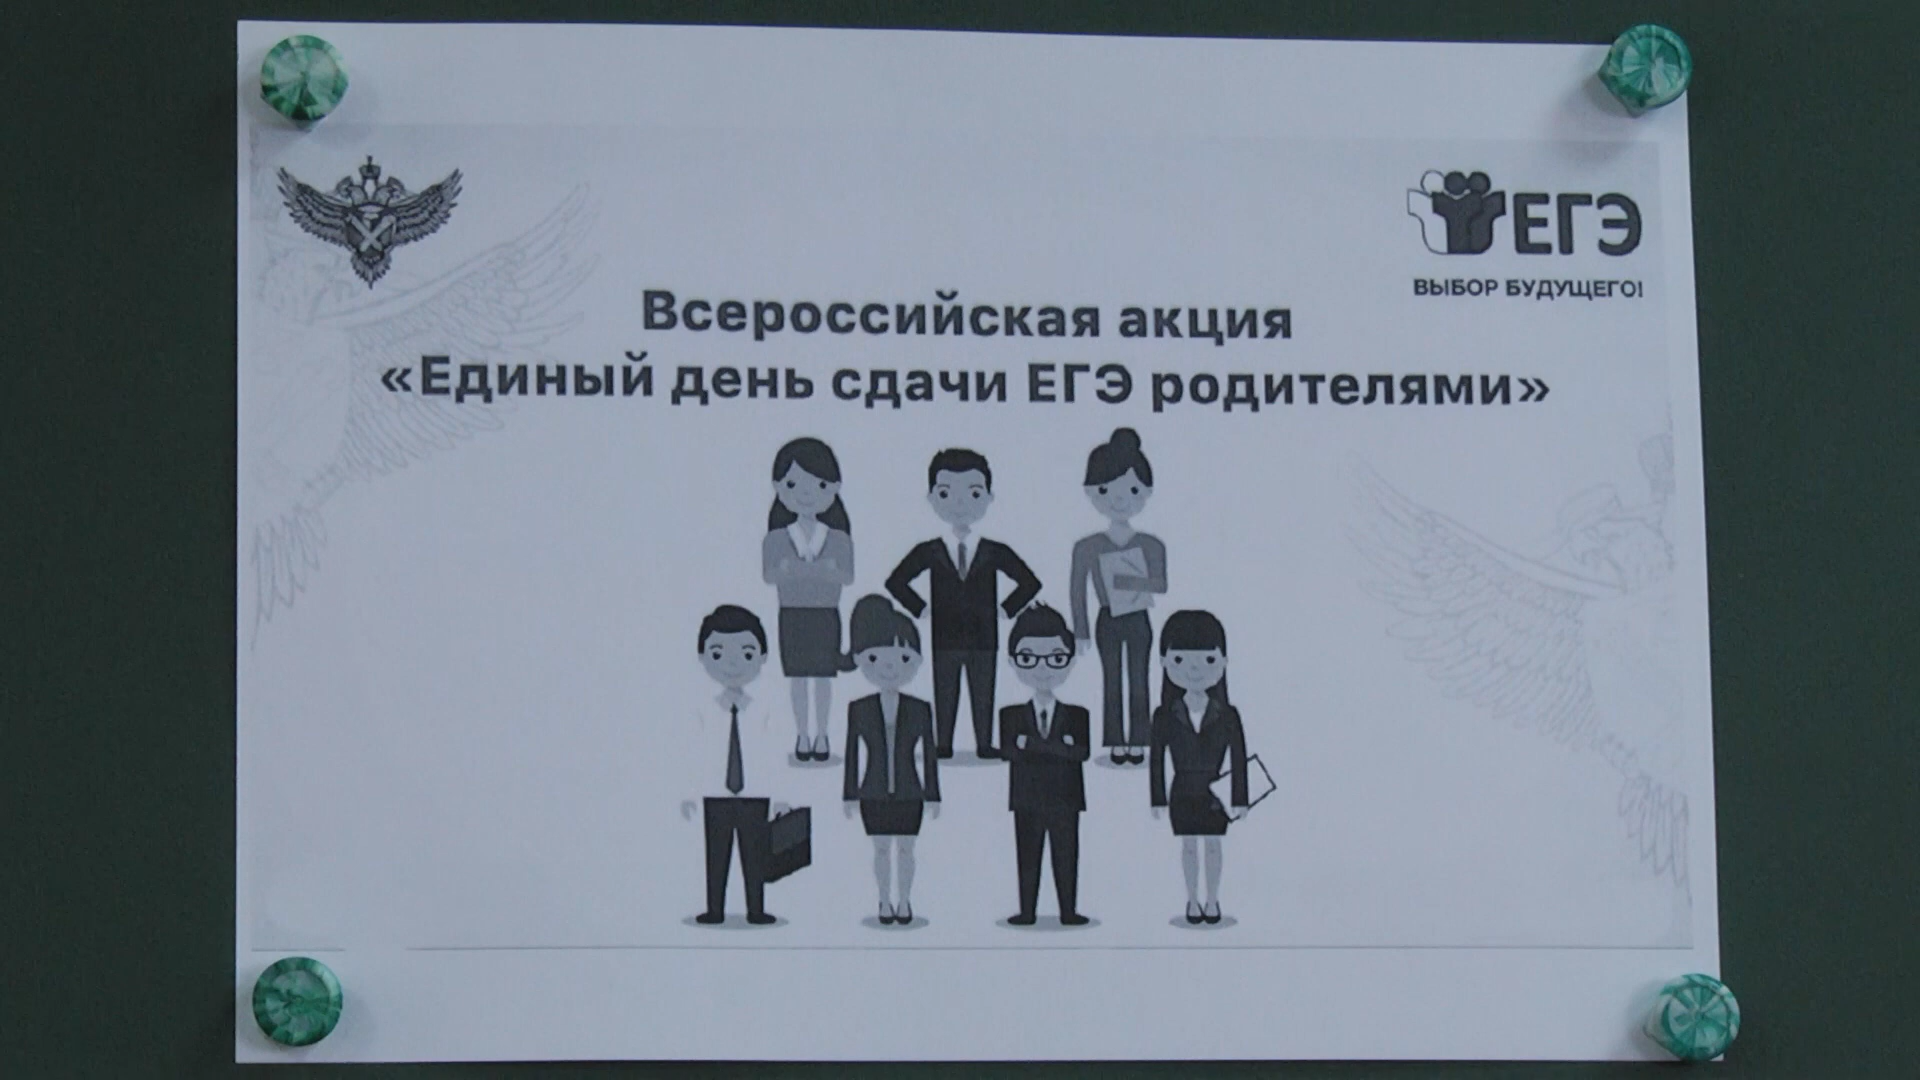 ЕГЭ
ВЫБОР БУДУЩЕГО!
Всероссийская акция
«Единый день сдачи ЕГЭ родителями»